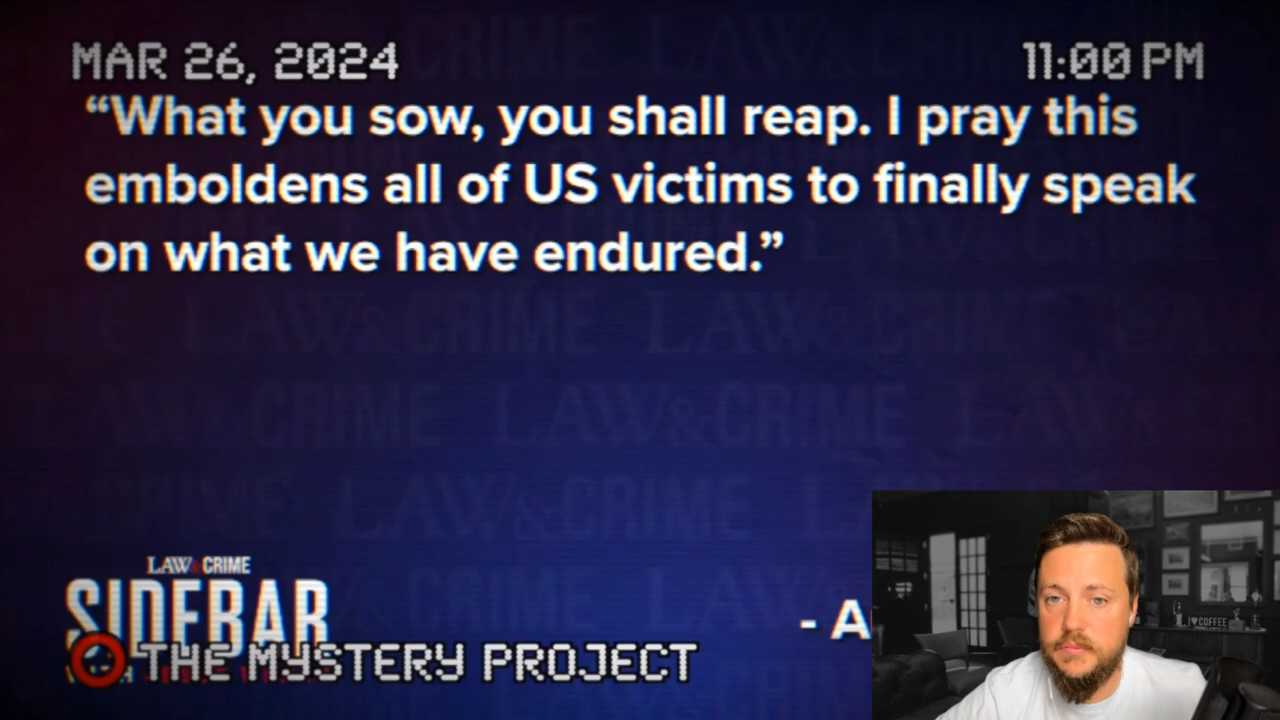 MAR 26, 2024
11:00 PM
“What you sow, you shall reap. I pray this
emboldens all of US victims to finally speak
on what we have endured.”
LAW & CRIME
SIDEBAR
- A
THE MYSTERY PROJECT
I ♥ COFFEE